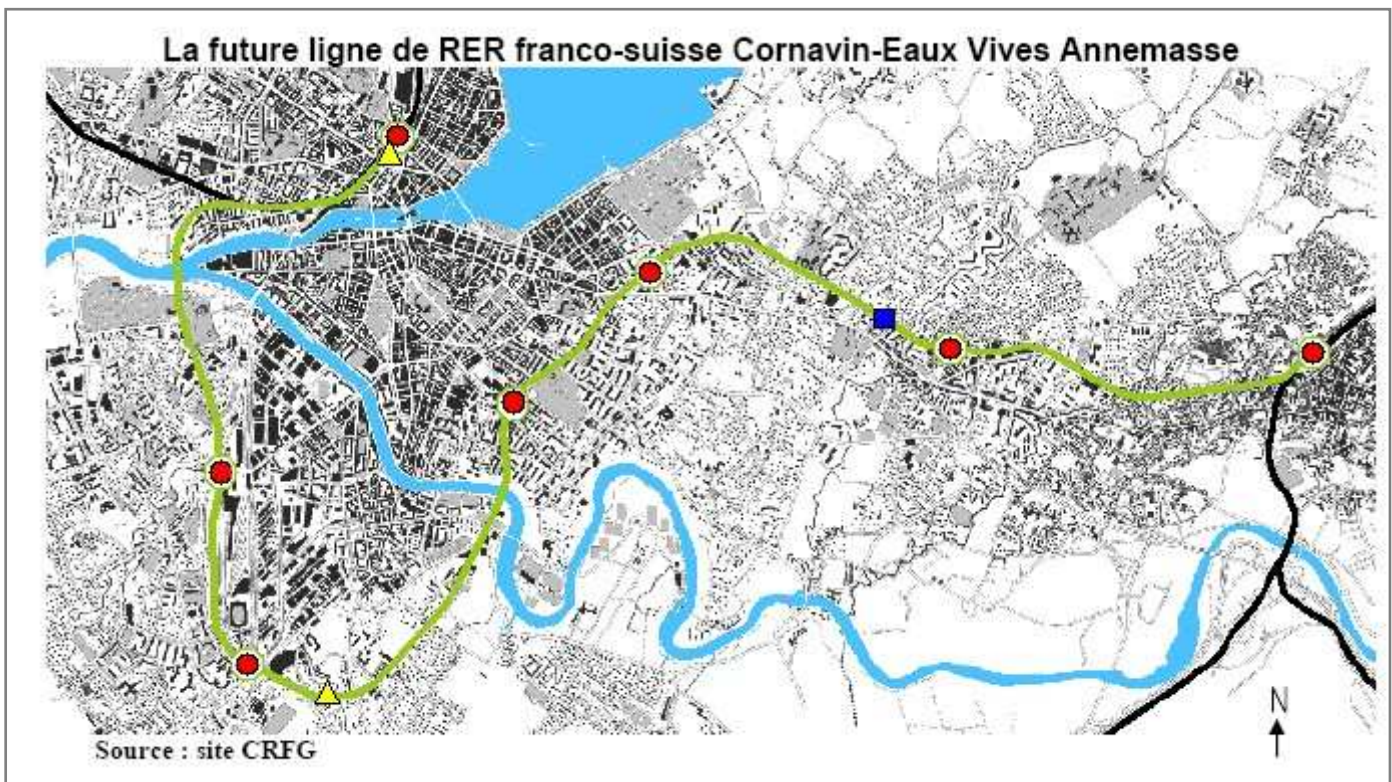 La future ligne de RER franco-suisse Cornavin-Eaux Vives Annemasse
N
Source : site CRFG